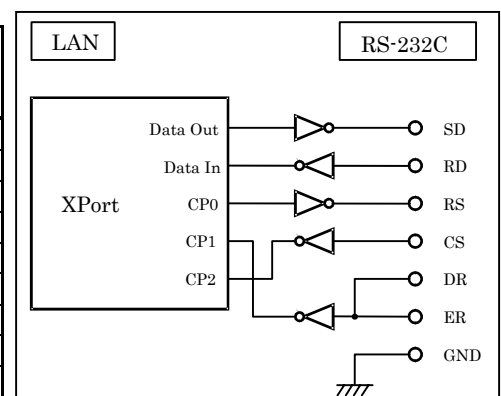 LAN
RS-232C
XPort
Data Out
Data In
CP0
CP1
CP2
SD
RD
RS
CS
DR
ER
GND